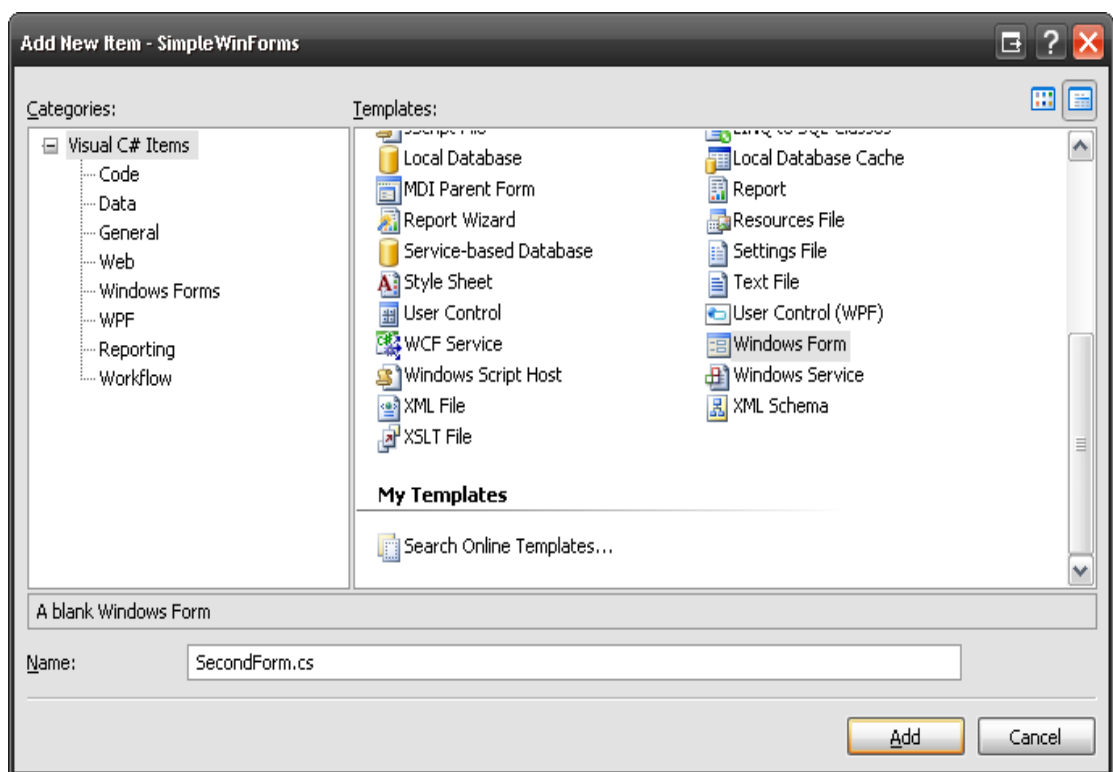 Add New Item - SimpleWinForms
Categories:
Templates:
Visual C# Items
Code
Data
General
Web
Windows Forms
WPF
Reporting
Workflow
Local Database
Local Database Cache
MDI Parent Form
Report
Report Wizard
Resources File
Service-based Database
Settings File
Style Sheet
Text File
User Control
User Control (WPF)
WCF Service
Windows Form
Windows Script Host
Windows Service
XML File
XML Schema
XSLT File
My Templates
Search Online Templates...
A blank Windows Form
Name:
SecondForm.cs
Add
Cancel